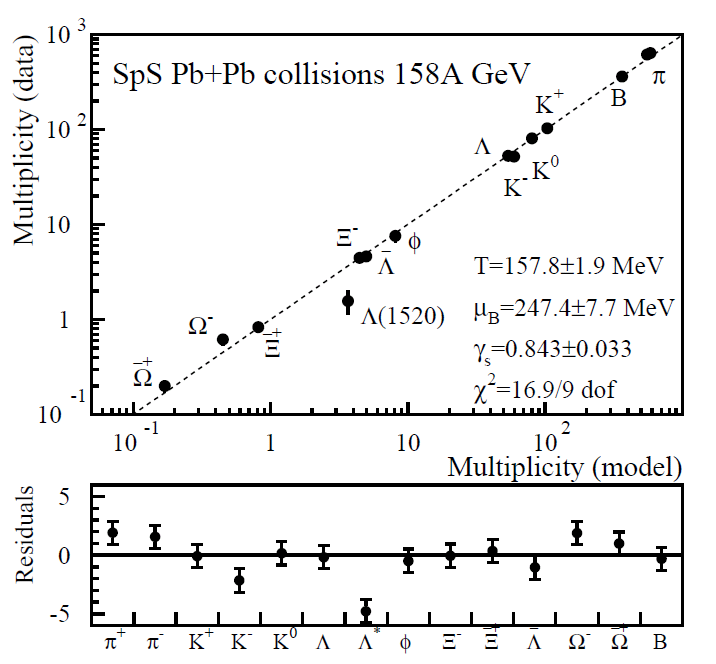 Multiplicity (data)
10³
10²
10
1
10⁻¹
SpS Pb+Pb collisions 158A GeV
π
B
K⁺
K⁰
K⁻
Λ
ϕ
Ξ⁻
Λ̄
Λ(1520)
Ω⁻
Ξ̄⁺
Ω̄⁺
T=157.8±1.9 MeV
μ_B=247.4±7.7 MeV
γ_s=0.843±0.033
χ²=16.9/9 dof
10⁻¹ 1 10 10²
Multiplicity (model)
Residuals
5
0
-5
π⁺ π⁻ K⁺ K⁻ K⁰ Λ Λ* ϕ Ξ⁻ Ξ̄⁺ Λ̄ Ω⁻ Ω̄⁺ B